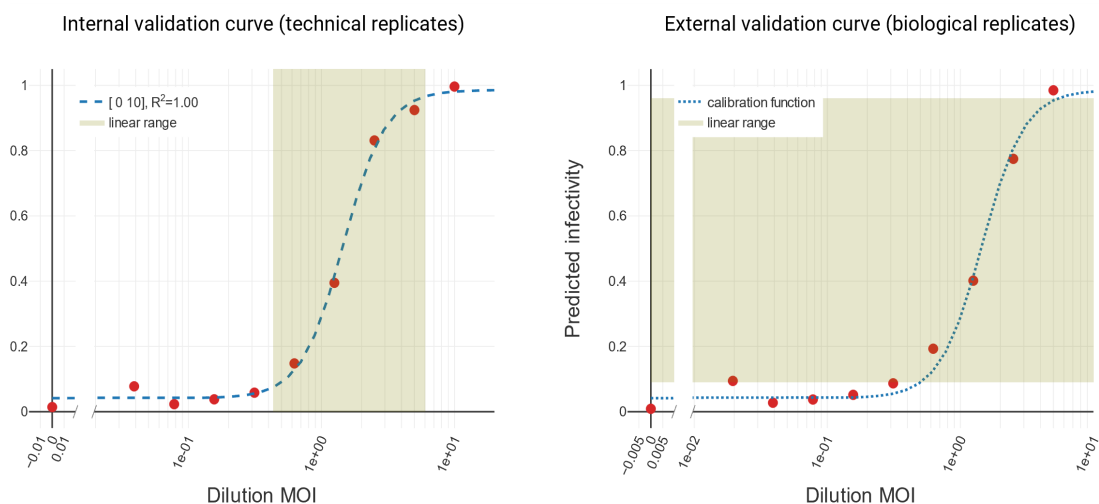 Internal validation curve (technical replicates)
1
0.8
0.6
0.4
0.2
0
[ 0 10], R²=1.00
linear range
−0.01
0.01
1e-01
1e+00
1e+01
Dilution MOI
External validation curve (biological replicates)
Predicted infectivity
1
0.8
0.6
0.4
0.2
0
calibration function
linear range
−0.005
0
0.005
1e-02
1e-01
1e+00
1e+01
Dilution MOI